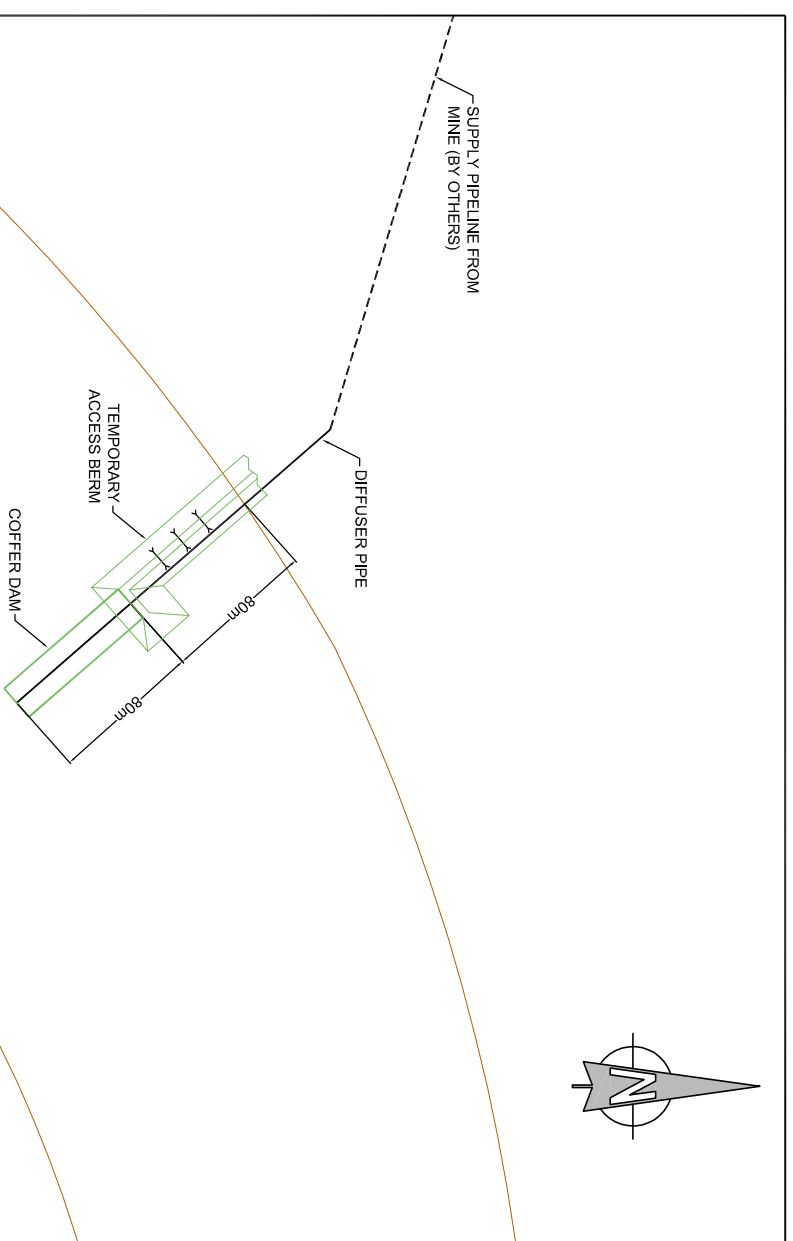 SUPPLY PIPELINE FROM
MINE (BY OTHERS)
DIFFUSER PIPE
TEMPORARY
ACCESS BERM
COFFER DAM
80m
80m
N